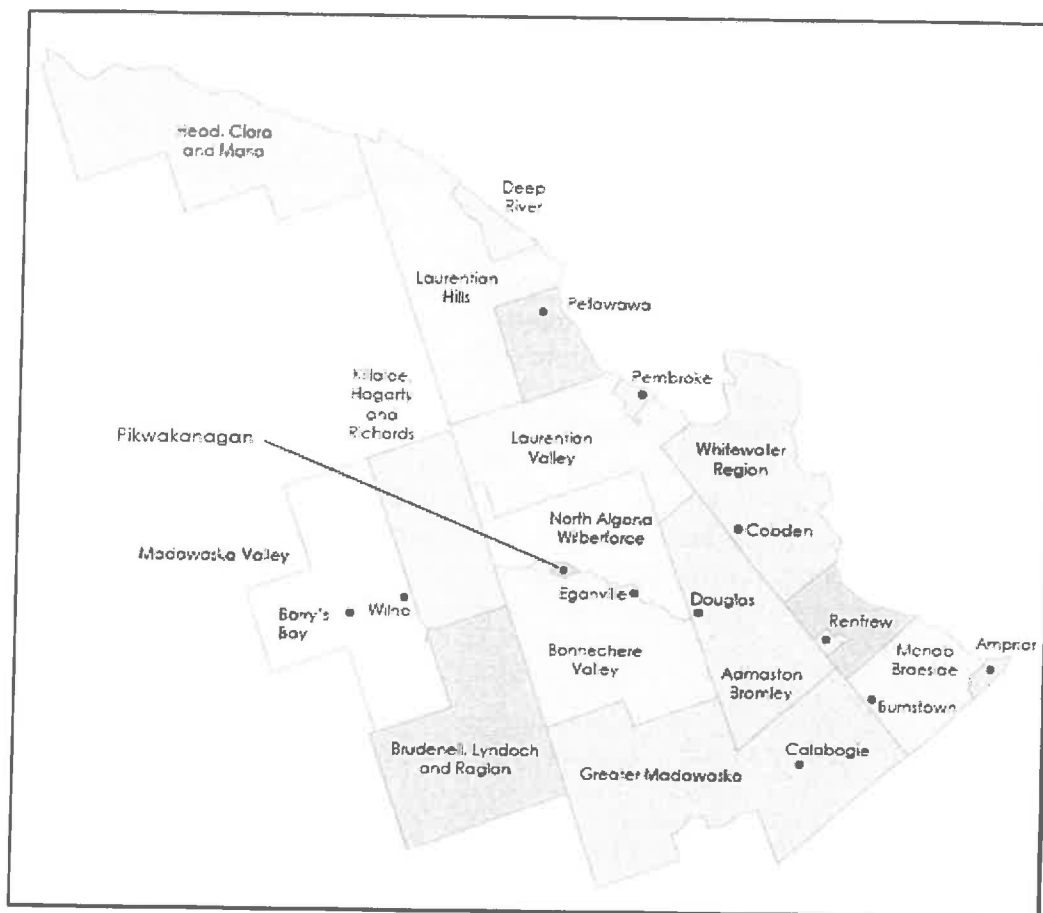 Head, Clara
and Maria
Deep
River
Laurentian
Hills
Petawawa
Killaloe,
Hagarty
and
Richards
Pembroke
Pikwakanagan
Laurentian
Valley
Whitewater
Region
North Algona
Wilberforce
Cobden
Madawaska Valley
Eganville
Douglas
Barry's
Bay
Wilno
Renfrew
Bonnechere
Valley
Mcnab
Braeside
Arnprior
Admaston
Bromley
Burnstown
Brudenell, Lyndoch
and Raglan
Greater Madawaska
Calabogie